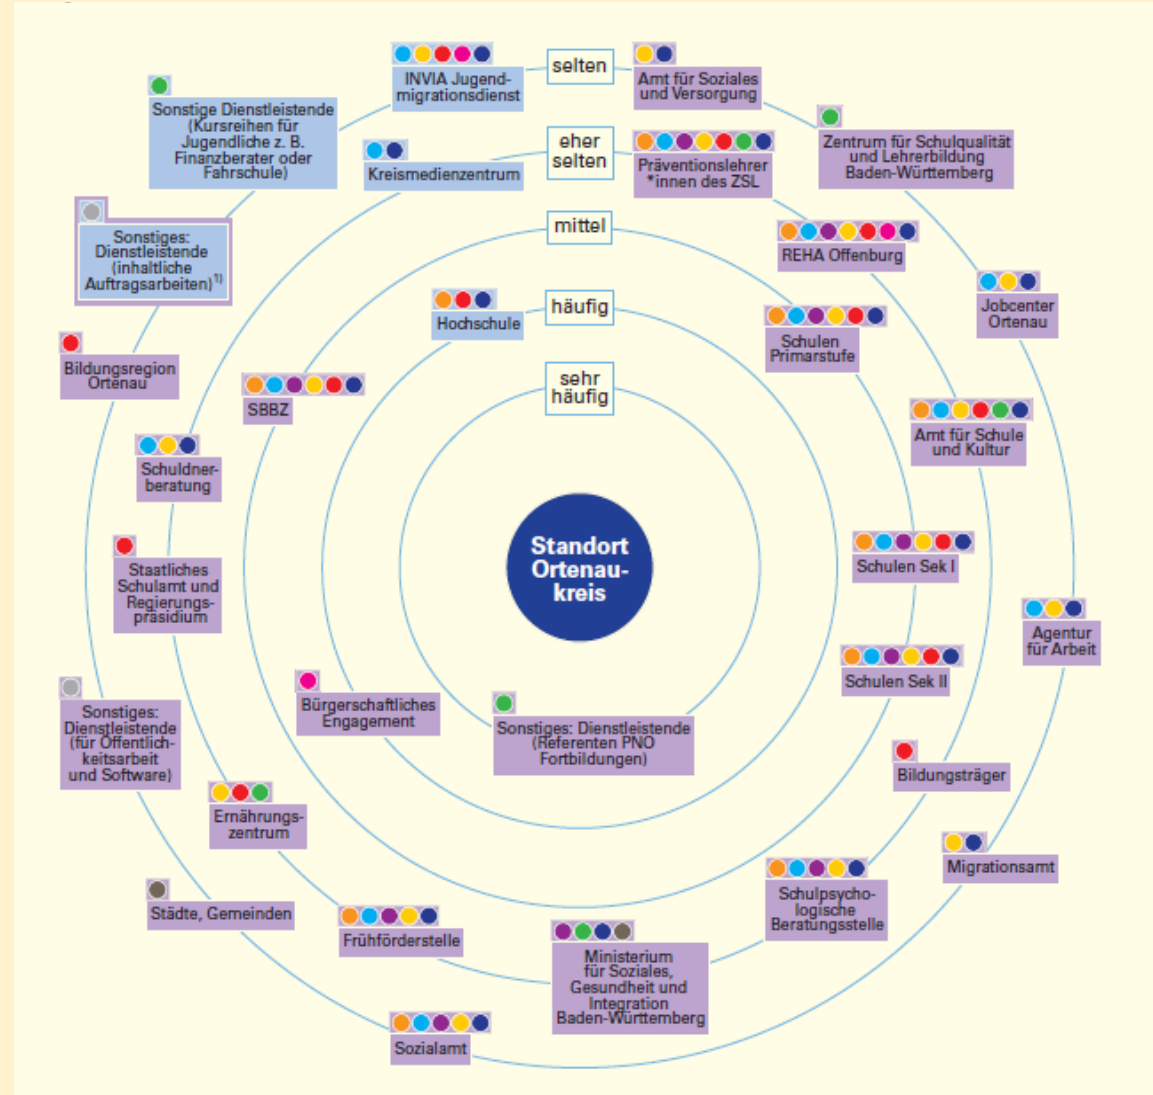 INVIA Jugend-
migrationsdienst
selten
Amt für Soziales
und Versorgung
Sonstige Dienstleistende
(Kursreihen für
Jugendliche z. B.
Finanzberater oder
Fahrschule)
Kreismedienzentrum
eher
selten
Präventionslehrer
*innen des ZSL
Zentrum für Schulqualität
und Lehrerbildung
Baden-Württemberg
Sonstiges:
Dienstleistende
(inhaltliche
Auftragsarbeiten)1)
mittel
REHA Offenburg
Hochschule
häufig
Schulen
Primarstufe
Jobcenter
Ortenau
Bildungsregion
Ortenau
SBBZ
sehr
häufig
Amt für Schule
und Kultur
Schuldner-
beratung
Staatliches
Schulamt und
Regierungs-
präsidium
Standort
Ortenau-
kreis
Schulen Sek I
Agentur
für Arbeit
Schulen Sek II
Sonstiges:
Dienstleistende
(für Öffentlich-
keitsarbeit
und Software)
Bürgerschaftliches
Engagement
Sonstiges: Dienstleistende
(Referenten PNO
Fortbildungen)
Bildungsträger
Ernährungs-
zentrum
Migrationsamt
Städte, Gemeinden
Frühförderstelle
Schulpsycho-
logische
Beratungsstelle
Ministerium
für Soziales,
Gesundheit und
Integration
Baden-Württemberg
Sozialamt